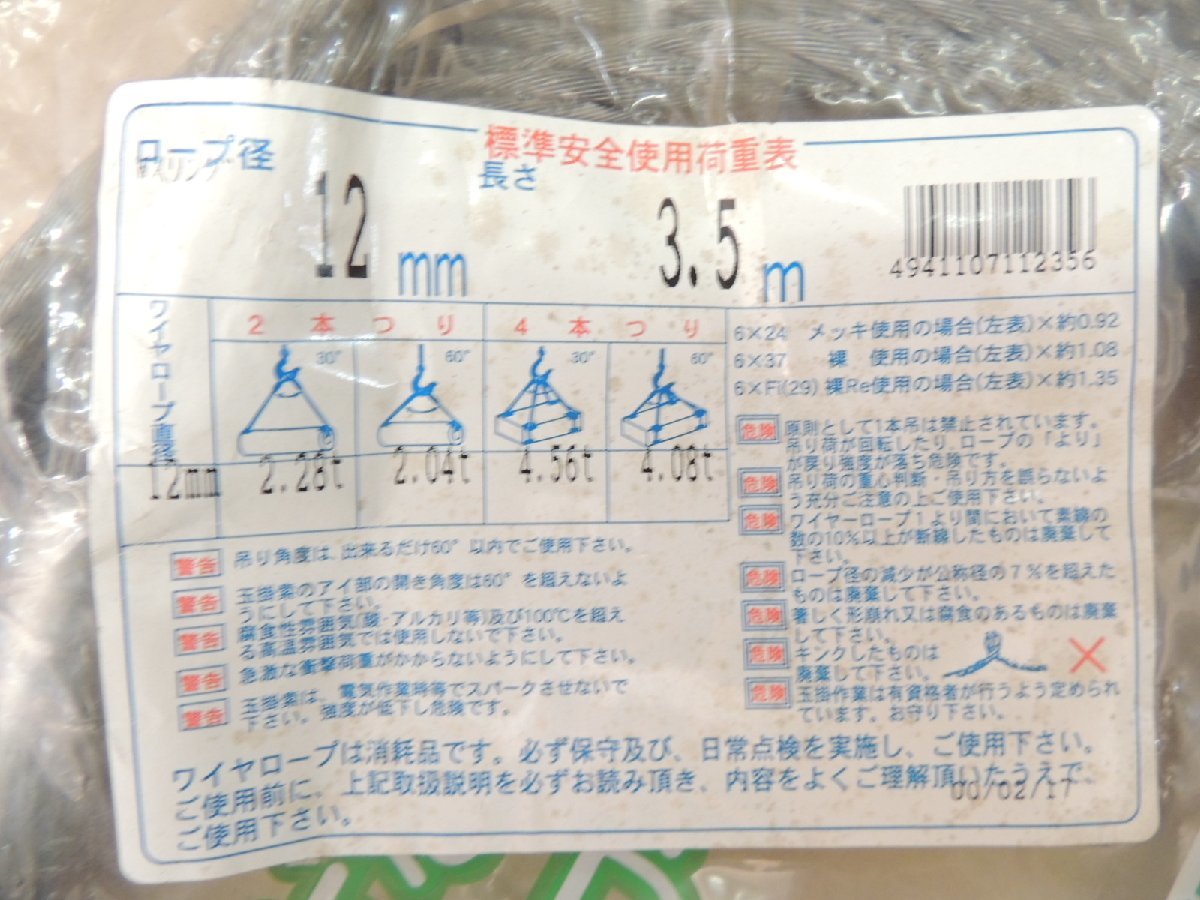 標準安全使用荷重表
ロープ径
スリング
長さ
12 mm
3.5 m
4941107112356
ワイヤロープ直径
2本つり
4本つり
30°
60°
30°
60°
12mm
2.28t
2.04t
4.56t
4.08t
6×24 メッキ使用の場合(左表)×約0.92
6×37 裸 使用の場合(左表)×約1.08
6×Fi(29) 裸Re使用の場合(左表)×約1.35
危険 原則として1本吊は禁止されています。
吊り荷が回転したり、ロープの「より」
が戻り強度が落ち危険です。
危険 吊り荷の重心判断・吊り方を誤らないよ
う充分ご注意の上ご使用下さい。
危険 ワイヤーロープ1より間において素線の
数の10%以上が断線したものは廃棄して
下さい。
危険 ロープ径の減少が公称径の7%を超えた
ものは廃棄して下さい。
危険 著しく形崩れ又は腐食のあるものは廃棄
して下さい。
危険 キンクしたものは
廃棄して下さい。
危険 玉掛作業は有資格者が行うよう定められ
ています。お守り下さい。
警告 吊り角度は、出来るだけ60°以内でご使用下さい。
警告 玉掛索のアイ部の開き角度は60°を超えないよ
うにして下さい。
警告 腐食性雰囲気(酸・アルカリ等)及び100℃を超え
る高温雰囲気では使用しないで下さい。
警告 急激な衝撃荷重がかからないようにして下さい。
警告 玉掛索は、電気作業時等でスパークさせないで
下さい。強度が低下し危険です。
ワイヤロープは消耗品です。必ず保守及び、日常点検を実施し、ご使用下さい。
ご使用前に、上記取扱説明を必ずお読み頂き、内容をよくご理解頂いたうえで、
ご使用下さい。
00/02/17